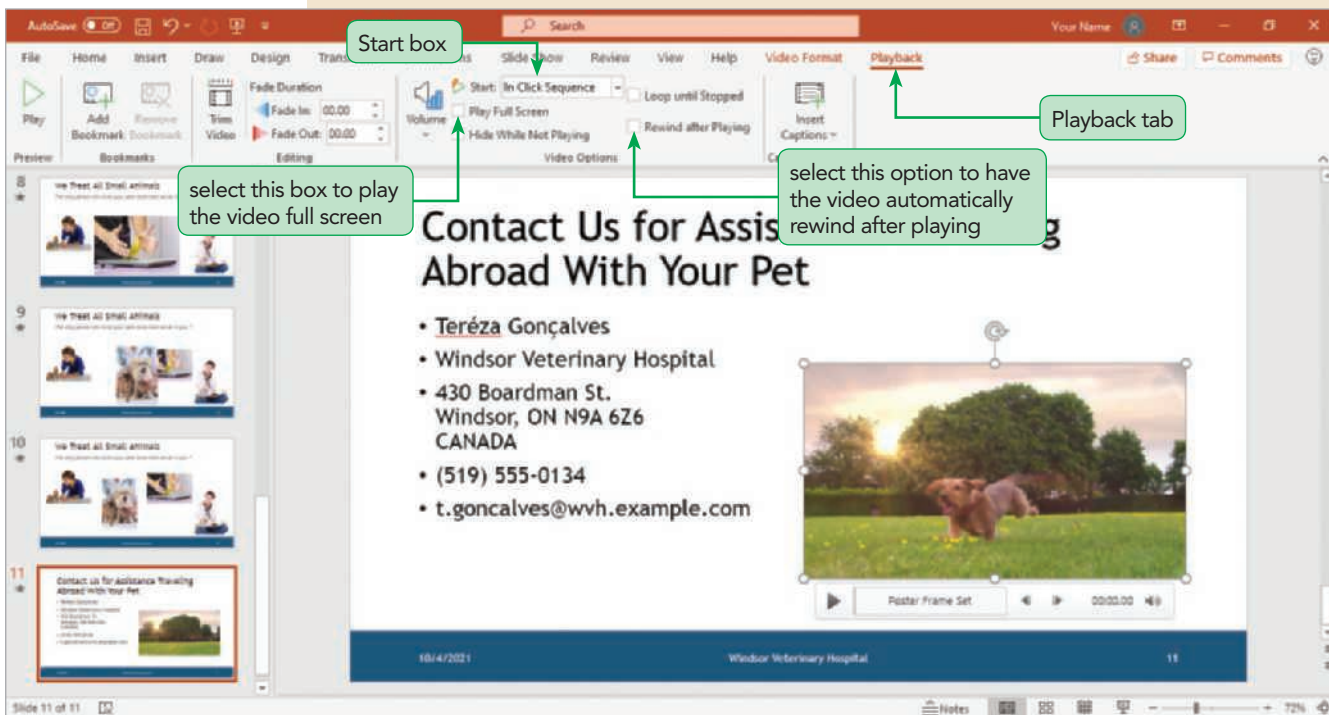 AutoSave Off
Search
Your Name
File Home Insert Draw Design Slide Show Review View Help Video Format Playback
Share Comments
Start box
Play
Add Bookmark
Remove Bookmark
Trim Video
Fade Duration
Fade In: 00.00
Fade Out: 00.00
Volume
Start: In Click Sequence
Play Full Screen
Hide While Not Playing
Loop until Stopped
Rewind after Playing
Insert Captions
Preview Bookmarks Editing Video Options
Playback tab
select this box to play
the video full screen
select this option to have
the video automatically
rewind after playing
8
We Treat All Small Animals
9
We Treat All Small Animals
10
We Treat All Small Animals
11
Contact Us for Assistance Traveling
Abroad With Your Pet
Contact Us for
Abroad With Your Pet
• Teréza Gonçalves
• Windsor Veterinary Hospital
• 430 Boardman St.
Windsor, ON N9A 6Z6
CANADA
• (519) 555-0134
• t.goncalves@wvh.example.com
Poster Frame Set
00:00.00
10/4/2021
Windsor Veterinary Hospital
11
Slide 11 of 11
Notes
72%